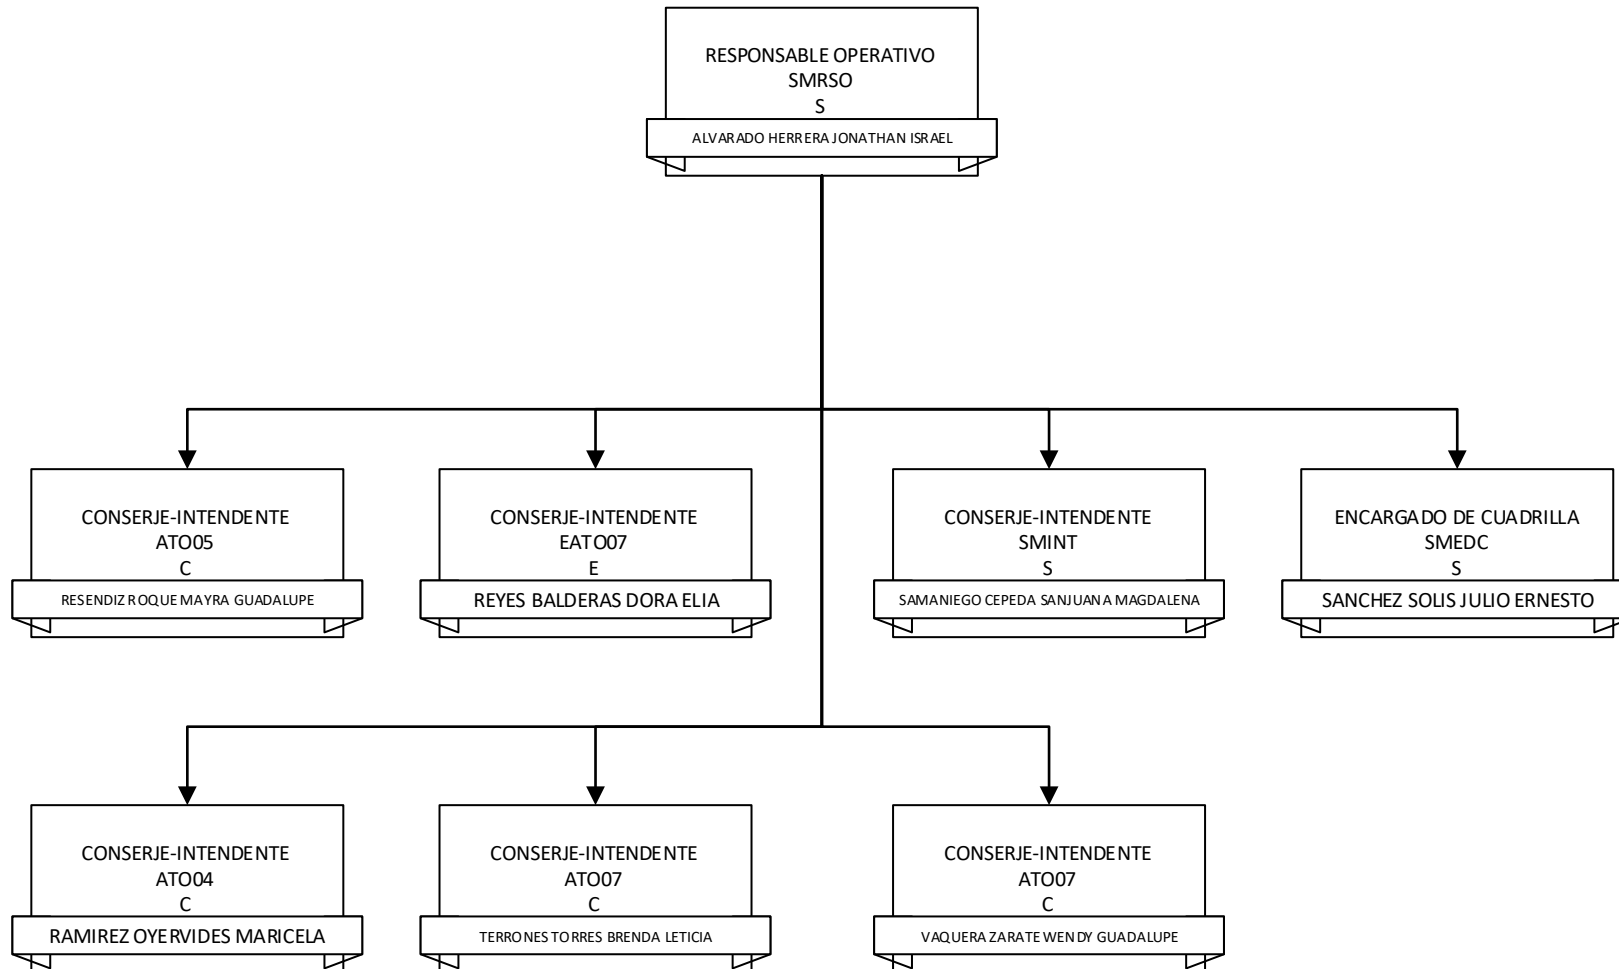 RESPONSABLE OPERATIVO
SMRSO
S
ALVARADO HERRERA JONATHAN ISRAEL
CONSERJE-INTENDENTE
ATO05
C
RESENDIZ ROQUE MAYRA GUADALUPE
CONSERJE-INTENDENTE
EATO07
E
REYES BALDERAS DORA ELIA
CONSERJE-INTENDENTE
SMINT
S
SAMANIEGO CEPEDA SANJUANA MAGDALENA
ENCARGADO DE CUADRILLA
SMEDC
S
SANCHEZ SOLIS JULIO ERNESTO
CONSERJE-INTENDENTE
ATO04
C
RAMIREZ OYERVIDES MARICELA
CONSERJE-INTENDENTE
ATO07
C
TERRONES TORRES BRENDA LETICIA
CONSERJE-INTENDENTE
ATO07
C
VAQUERA ZARATE WENDY GUADALUPE